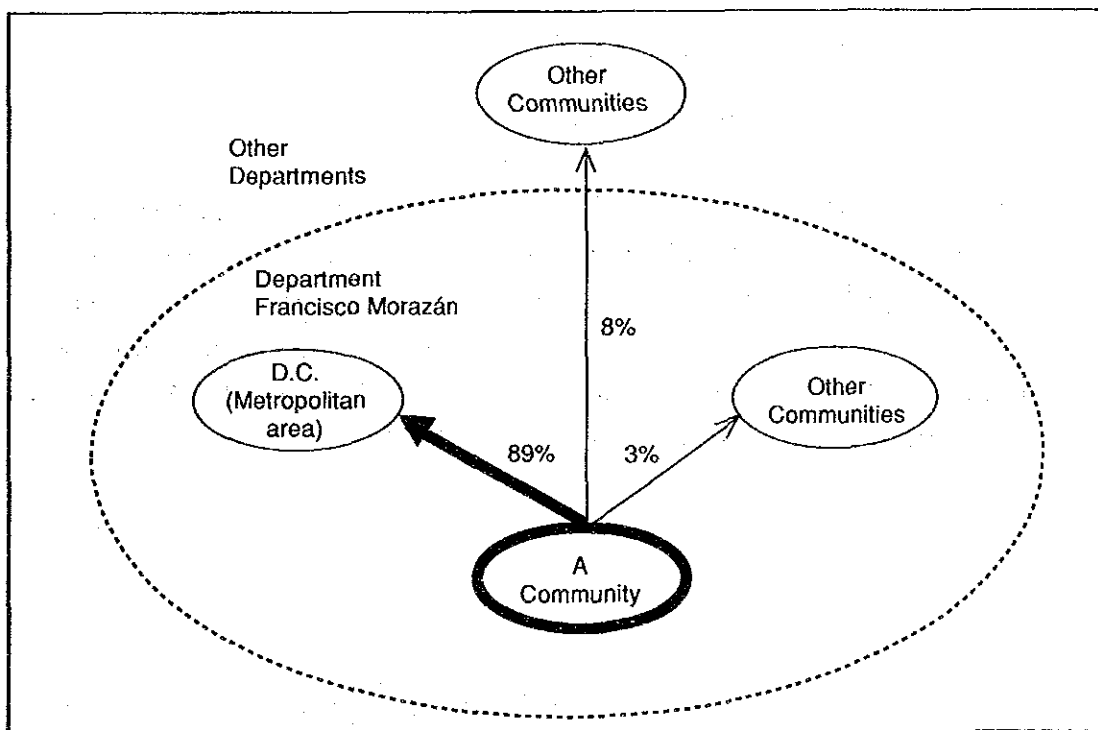 Other
Communities
Other
Departments
Department
Francisco Morazán
8%
D.C.
(Metropolitan
area)
Other
Communities
89%
3%
A
Community